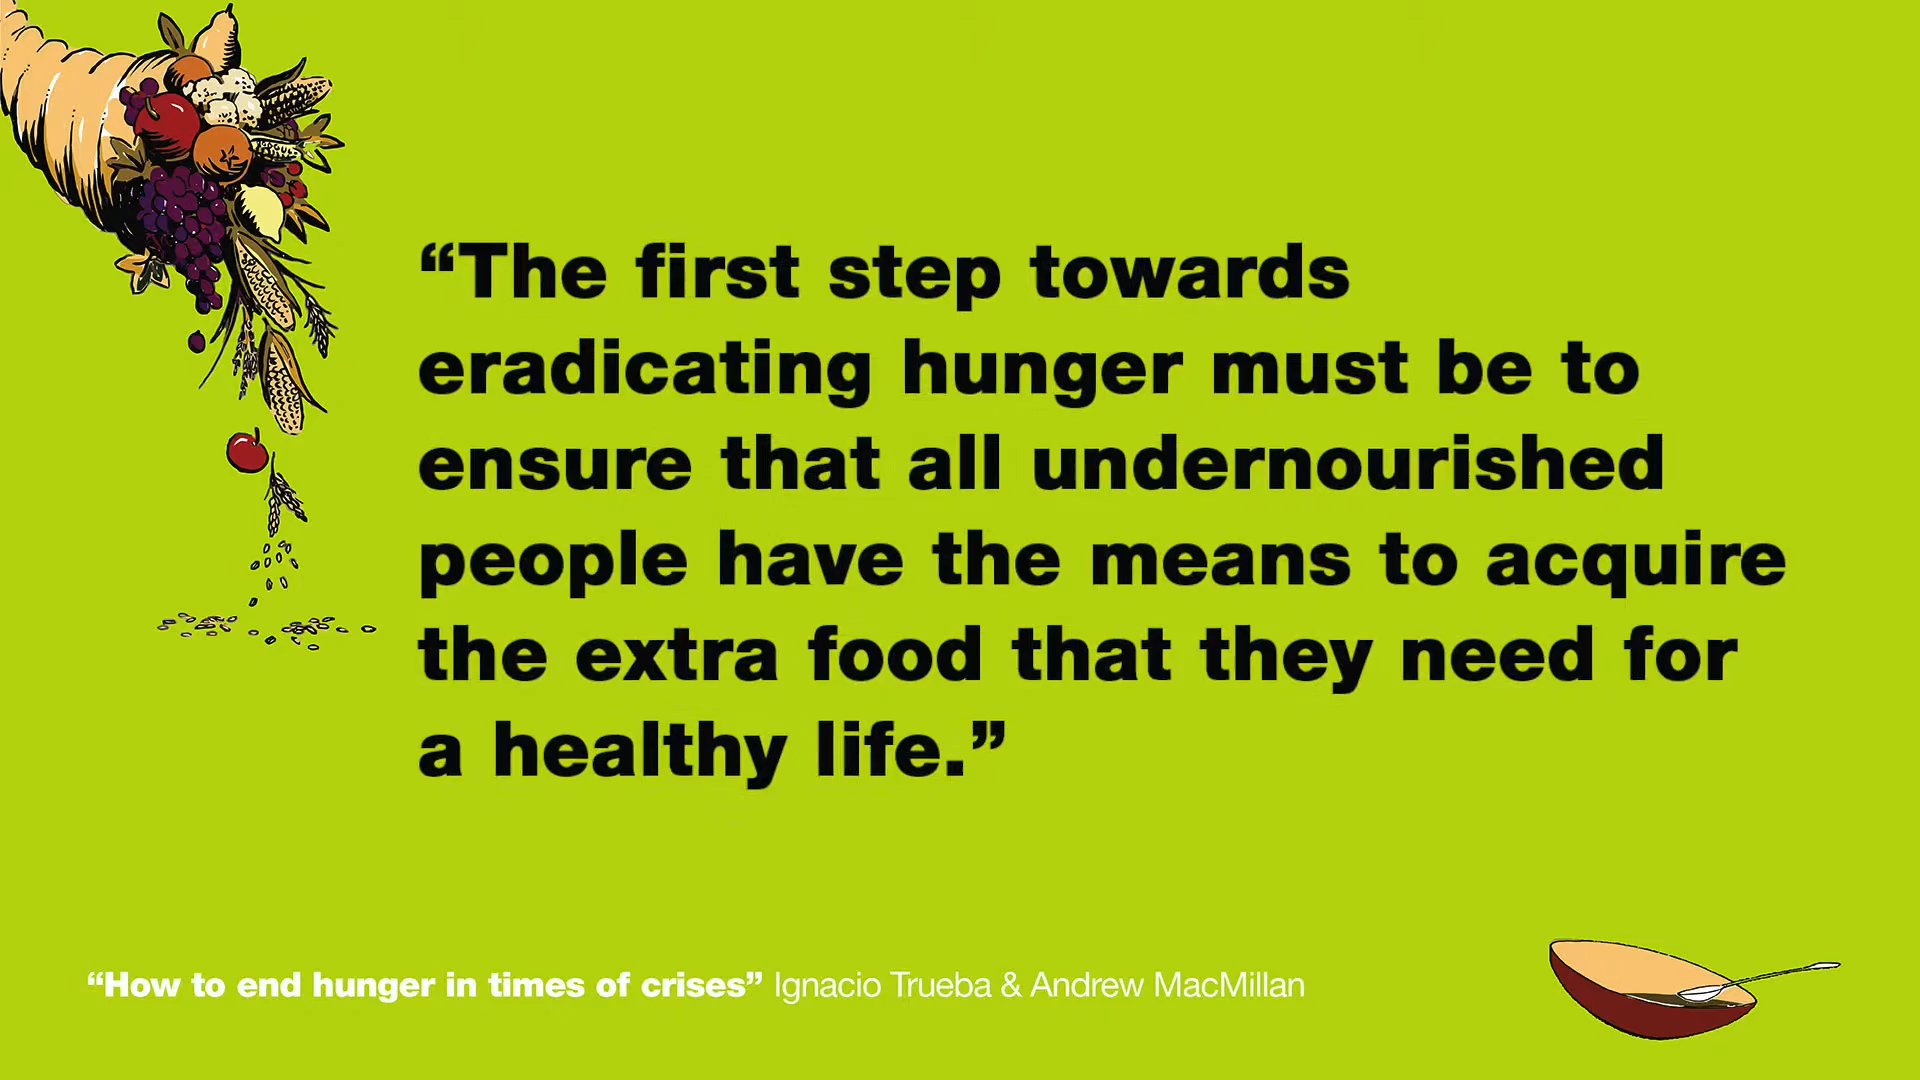 “The first step towards
eradicating hunger must be to
ensure that all undernourished
people have the means to acquire
the extra food that they need for
a healthy life.”
“How to end hunger in times of crises” Ignacio Trueba & Andrew MacMillan